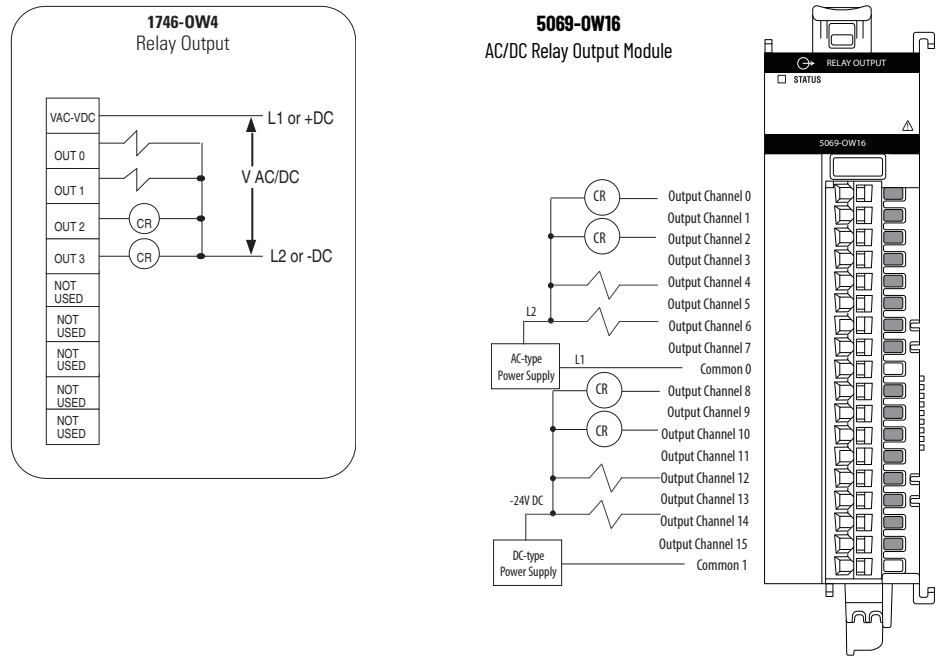 1746-OW4
Relay Output
VAC-VDC
L1 or +DC
OUT 0
V AC/DC
OUT 1
OUT 2
CR
OUT 3
CR
L2 or -DC
NOT
USED
NOT
USED
NOT
USED
NOT
USED
NOT
USED
5069-OW16
AC/DC Relay Output Module
CR
Output Channel 0
Output Channel 1
CR
Output Channel 2
Output Channel 3
Output Channel 4
Output Channel 5
L2
Output Channel 6
Output Channel 7
AC-type
Power Supply
L1
Common 0
CR
Output Channel 8
Output Channel 9
CR
Output Channel 10
Output Channel 11
Output Channel 12
-24V DC
Output Channel 13
Output Channel 14
Output Channel 15
DC-type
Power Supply
Common 1
RELAY OUTPUT
STATUS
5069-OW16